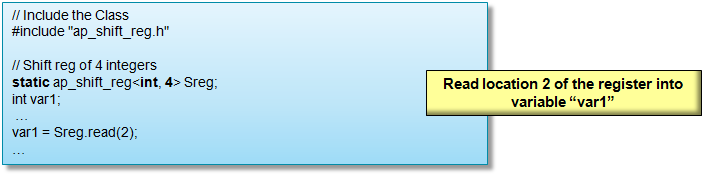 // Include the Class
#include "ap_shift_reg.h"
// Shift reg of 4 integers
static ap_shift_reg<int, 4> Sreg;
int var1;
…
var1 = Sreg.read(2);
…
Read location 2 of the register into
variable “var1”